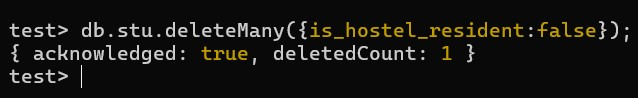 test> db.stu.deleteMany({is_hostel_resident:false});
{ acknowledged: true, deletedCount: 1 }
test>